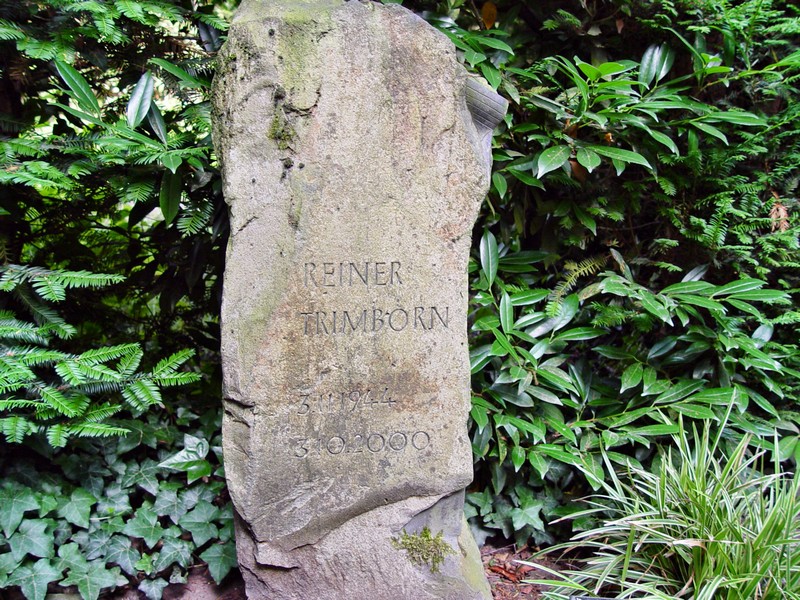 REINER
TRIMBORN
3.11.1944
3.10.2000